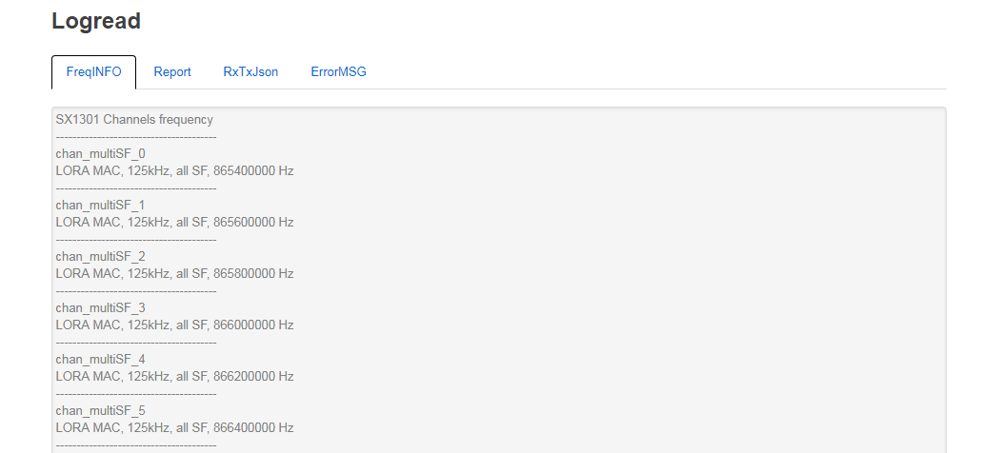 Logread
FreqINFO Report RxTxJson ErrorMSG
SX1301 Channels frequency
---------------------------------------
chan_multiSF_0
LORA MAC, 125kHz, all SF, 865400000 Hz
---------------------------------------
chan_multiSF_1
LORA MAC, 125kHz, all SF, 865600000 Hz
---------------------------------------
chan_multiSF_2
LORA MAC, 125kHz, all SF, 865800000 Hz
---------------------------------------
chan_multiSF_3
LORA MAC, 125kHz, all SF, 866000000 Hz
---------------------------------------
chan_multiSF_4
LORA MAC, 125kHz, all SF, 866200000 Hz
---------------------------------------
chan_multiSF_5
LORA MAC, 125kHz, all SF, 866400000 Hz
---------------------------------------